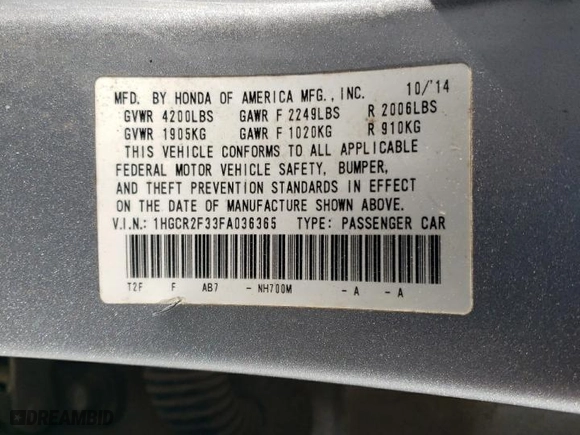 MFD. BY HONDA OF AMERICA MFG., INC. 10/'14
GVWR 4200LBS GAWR F 2249LBS R 2006LBS
GVWR 1905KG GAWR F 1020KG R 910KG
THIS VEHICLE CONFORMS TO ALL APPLICABLE
FEDERAL MOTOR VEHICLE SAFETY, BUMPER,
AND THEFT PREVENTION STANDARDS IN EFFECT
ON THE DATE OF MANUFACTURE SHOWN ABOVE.
V.I.N.: 1HGCR2F33FA036365 TYPE: PASSENGER CAR
T2F F AB7 - NH700M - A - A
DREAMBID